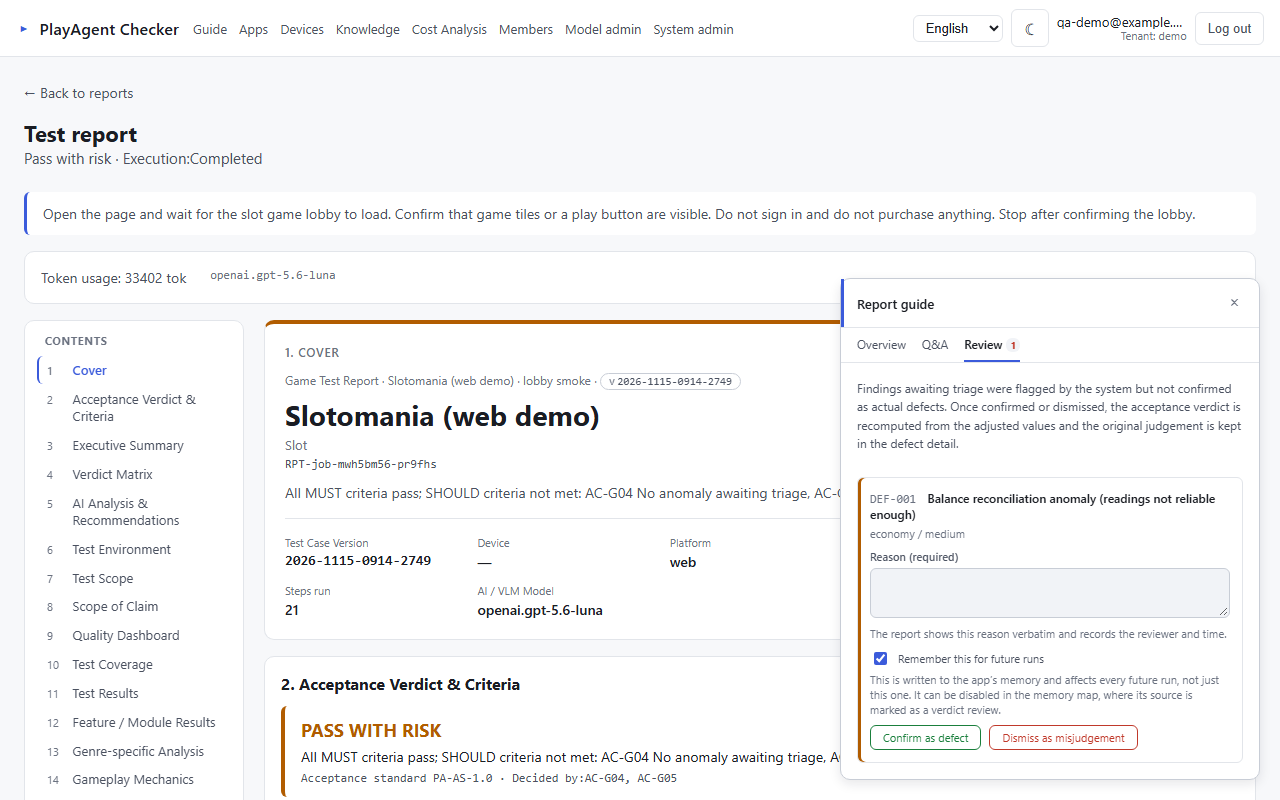 PlayAgent Checker Guide Apps Devices Knowledge Cost Analysis Members Model admin System admin English qa-demo@example.... Log out
Tenant: demo
← Back to reports
Test report
Pass with risk · Execution:Completed
Open the page and wait for the slot game lobby to load. Confirm that game tiles or a play button are visible. Do not sign in and do not purchase anything. Stop after confirming the lobby.
Token usage: 33402 tok openai.gpt-5.6-luna
CONTENTS
1 Cover
2 Acceptance Verdict &
Criteria
3 Executive Summary
4 Verdict Matrix
5 AI Analysis &
Recommendations
6 Test Environment
7 Test Scope
8 Scope of Claim
9 Quality Dashboard
10 Test Coverage
11 Test Results
12 Feature / Module Results
13 Genre-specific Analysis
14 Gameplay Mechanics
1. COVER
Game Test Report · Slotomania (web demo) · lobby smoke · v 2026-1115-0914-2749
Slotomania (web demo)
Slot
RPT-job-mwh5bm56-pr9fhs
All MUST criteria pass; SHOULD criteria not met: AC-G04 No anomaly awaiting triage, AC-
Test Case Version Device Platform
2026-1115-0914-2749 — web
Steps run AI / VLM Model
21 openai.gpt-5.6-luna
2. Acceptance Verdict & Criteria
PASS WITH RISK
All MUST criteria pass; SHOULD criteria not met: AC-G04 No anomaly awaiting triage, A
Acceptance standard PA-AS-1.0 · Decided by:AC-G04, AC-G05
Report guide ×
Overview Q&A Review 1
Findings awaiting triage were flagged by the system but not confirmed
as actual defects. Once confirmed or dismissed, the acceptance verdict is
recomputed from the adjusted values and the original judgement is kept
in the defect detail.
DEF-001 Balance reconciliation anomaly (readings not reliable
enough)
economy / medium
Reason (required)
The report shows this reason verbatim and records the reviewer and time.
Remember this for future runs
This is written to the app's memory and affects every future run, not just
this one. It can be disabled in the memory map, where its source is
marked as a verdict review.
Confirm as defect Dismiss as misjudgement